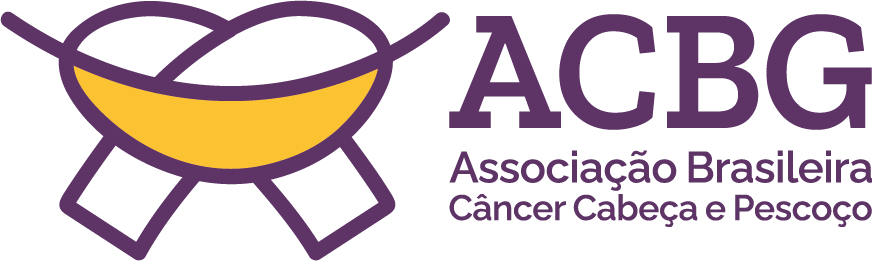 ACBG
Associação Brasileira
Câncer Cabeça e Pescoço